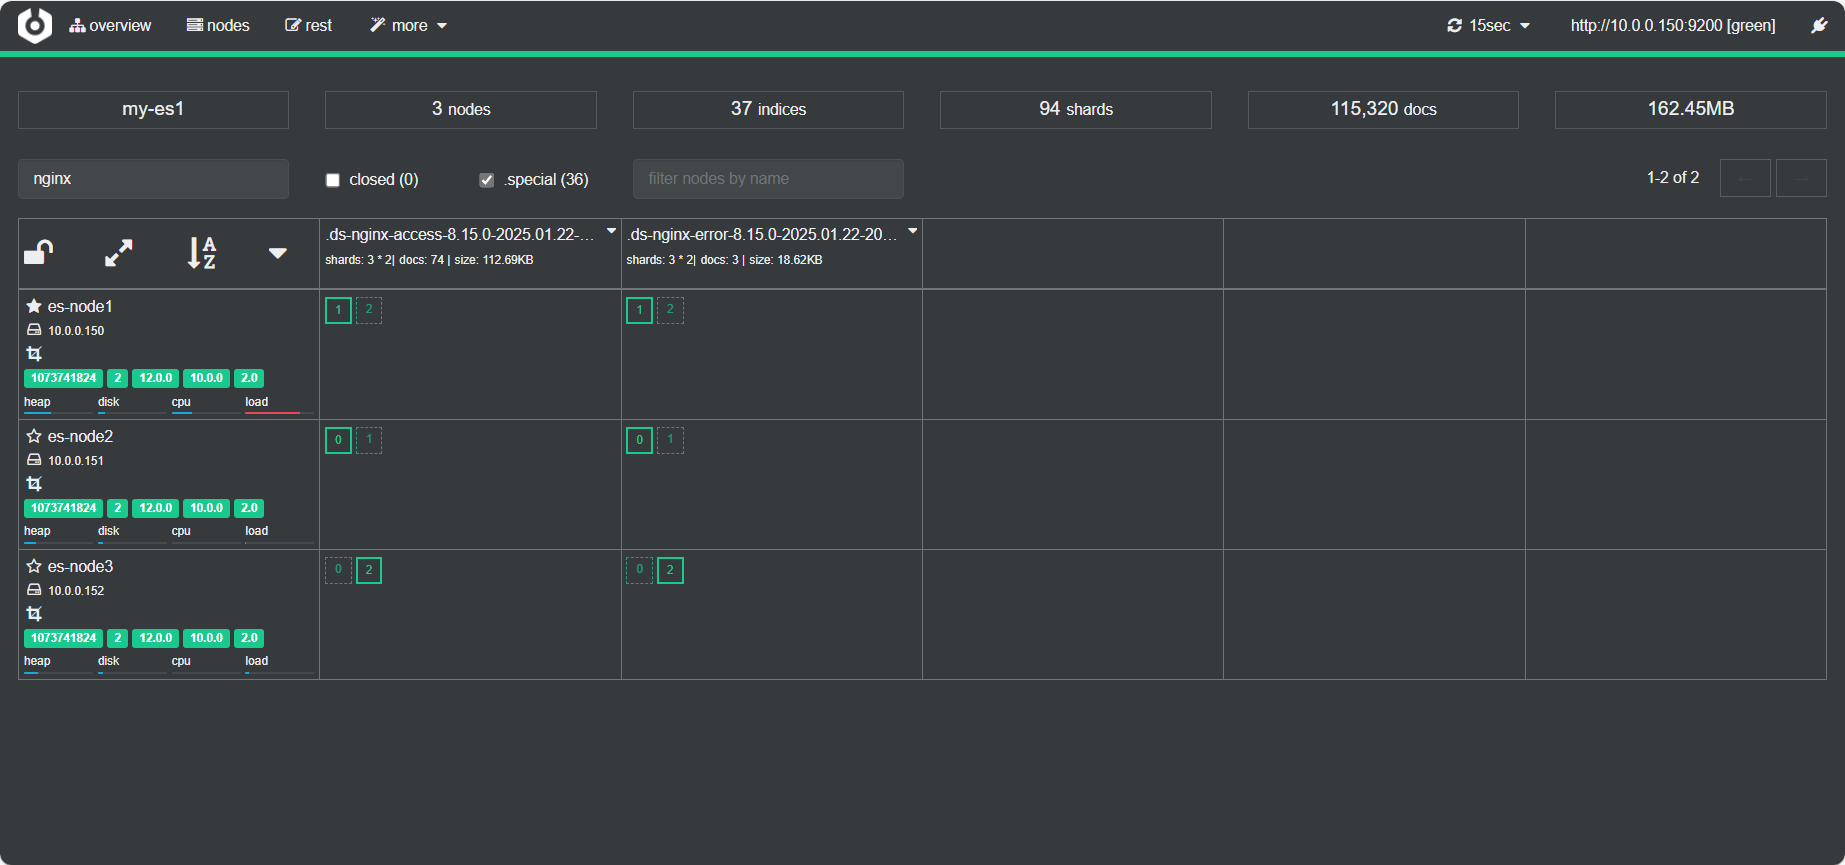 overview nodes rest more 15sec http://10.0.0.150:9200 [green]
my-es1 3 nodes 37 indices 94 shards 115,320 docs 162.45MB
nginx closed (0) .special (36) filter nodes by name 1-2 of 2
.ds-nginx-access-8.15.0-2025.01.22-... .ds-nginx-error-8.15.0-2025.01.22-20...
shards: 3 * 2| docs: 74 | size: 112.69KB shards: 3 * 2| docs: 3 | size: 18.62KB
es-node1 1 2 1 2
10.0.0.150
1073741824 2 12.0.0 10.0.0 2.0
heap disk cpu load
es-node2 0 1 0 1
10.0.0.151
1073741824 2 12.0.0 10.0.0 2.0
heap disk cpu load
es-node3 0 2 0 2
10.0.0.152
1073741824 2 12.0.0 10.0.0 2.0
heap disk cpu load